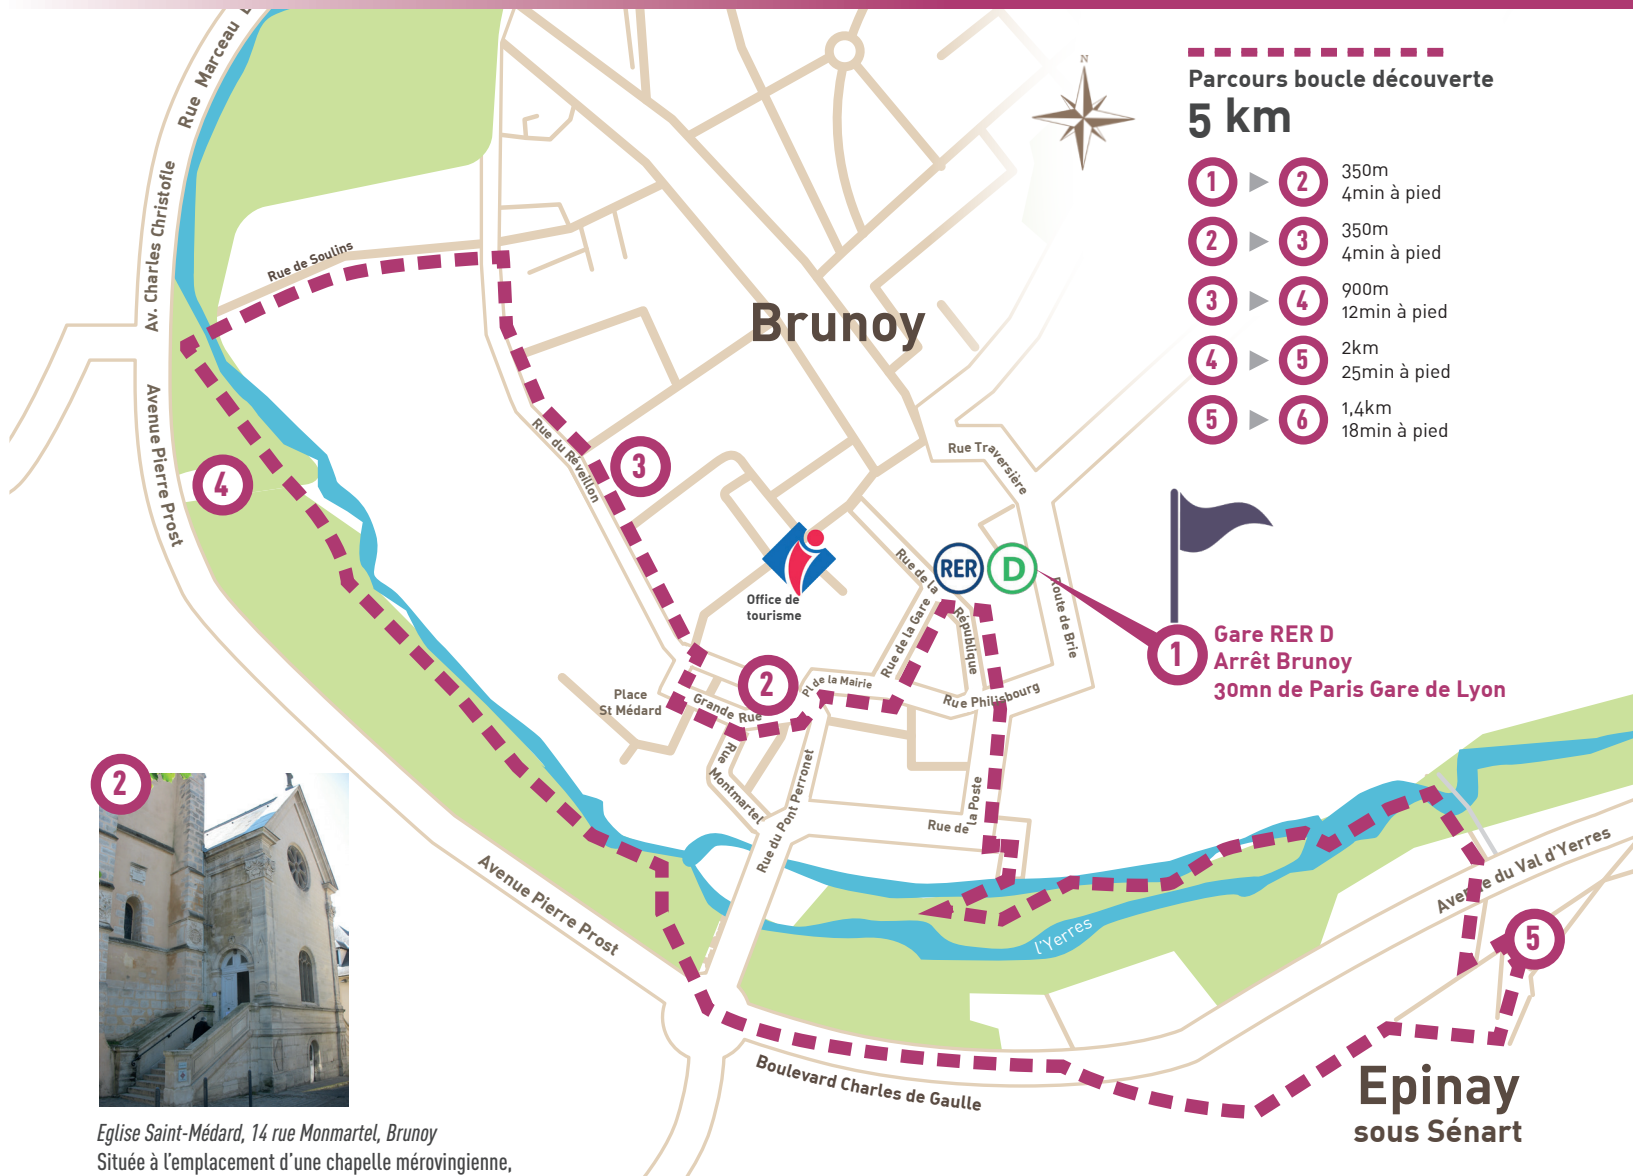 N
Parcours boucle découverte
5 km
1 2 350m
4min à pied
2 3 350m
4min à pied
3 4 900m
12min à pied
4 5 2km
25min à pied
5 6 1,4km
18min à pied
Rue Marceau
Av. Charles Christofle
Rue de Soulins
Brunoy
Avenue Pierre Prost
Rue du Réveillon
3
4
Rue Traversière
Office de
tourisme
RER D
Rue de la
République
Rue de la Gare
Route de Brie
1
Gare RER D
Arrêt Brunoy
30mn de Paris Gare de Lyon
2
Pl de la Mairie
Place
St Médard
Grande Rue
Rue Philisbourg
Rue
Montmartel
Rue du Pont Perronet
Rue de
la Poste
2
Avenue Pierre Prost
l'Yerres
Avenue du Val d'Yerres
5
Boulevard Charles de Gaulle
Epinay
sous Sénart
Eglise Saint-Médard, 14 rue Monmartel, Brunoy
Située à l'emplacement d'une chapelle mérovingienne,